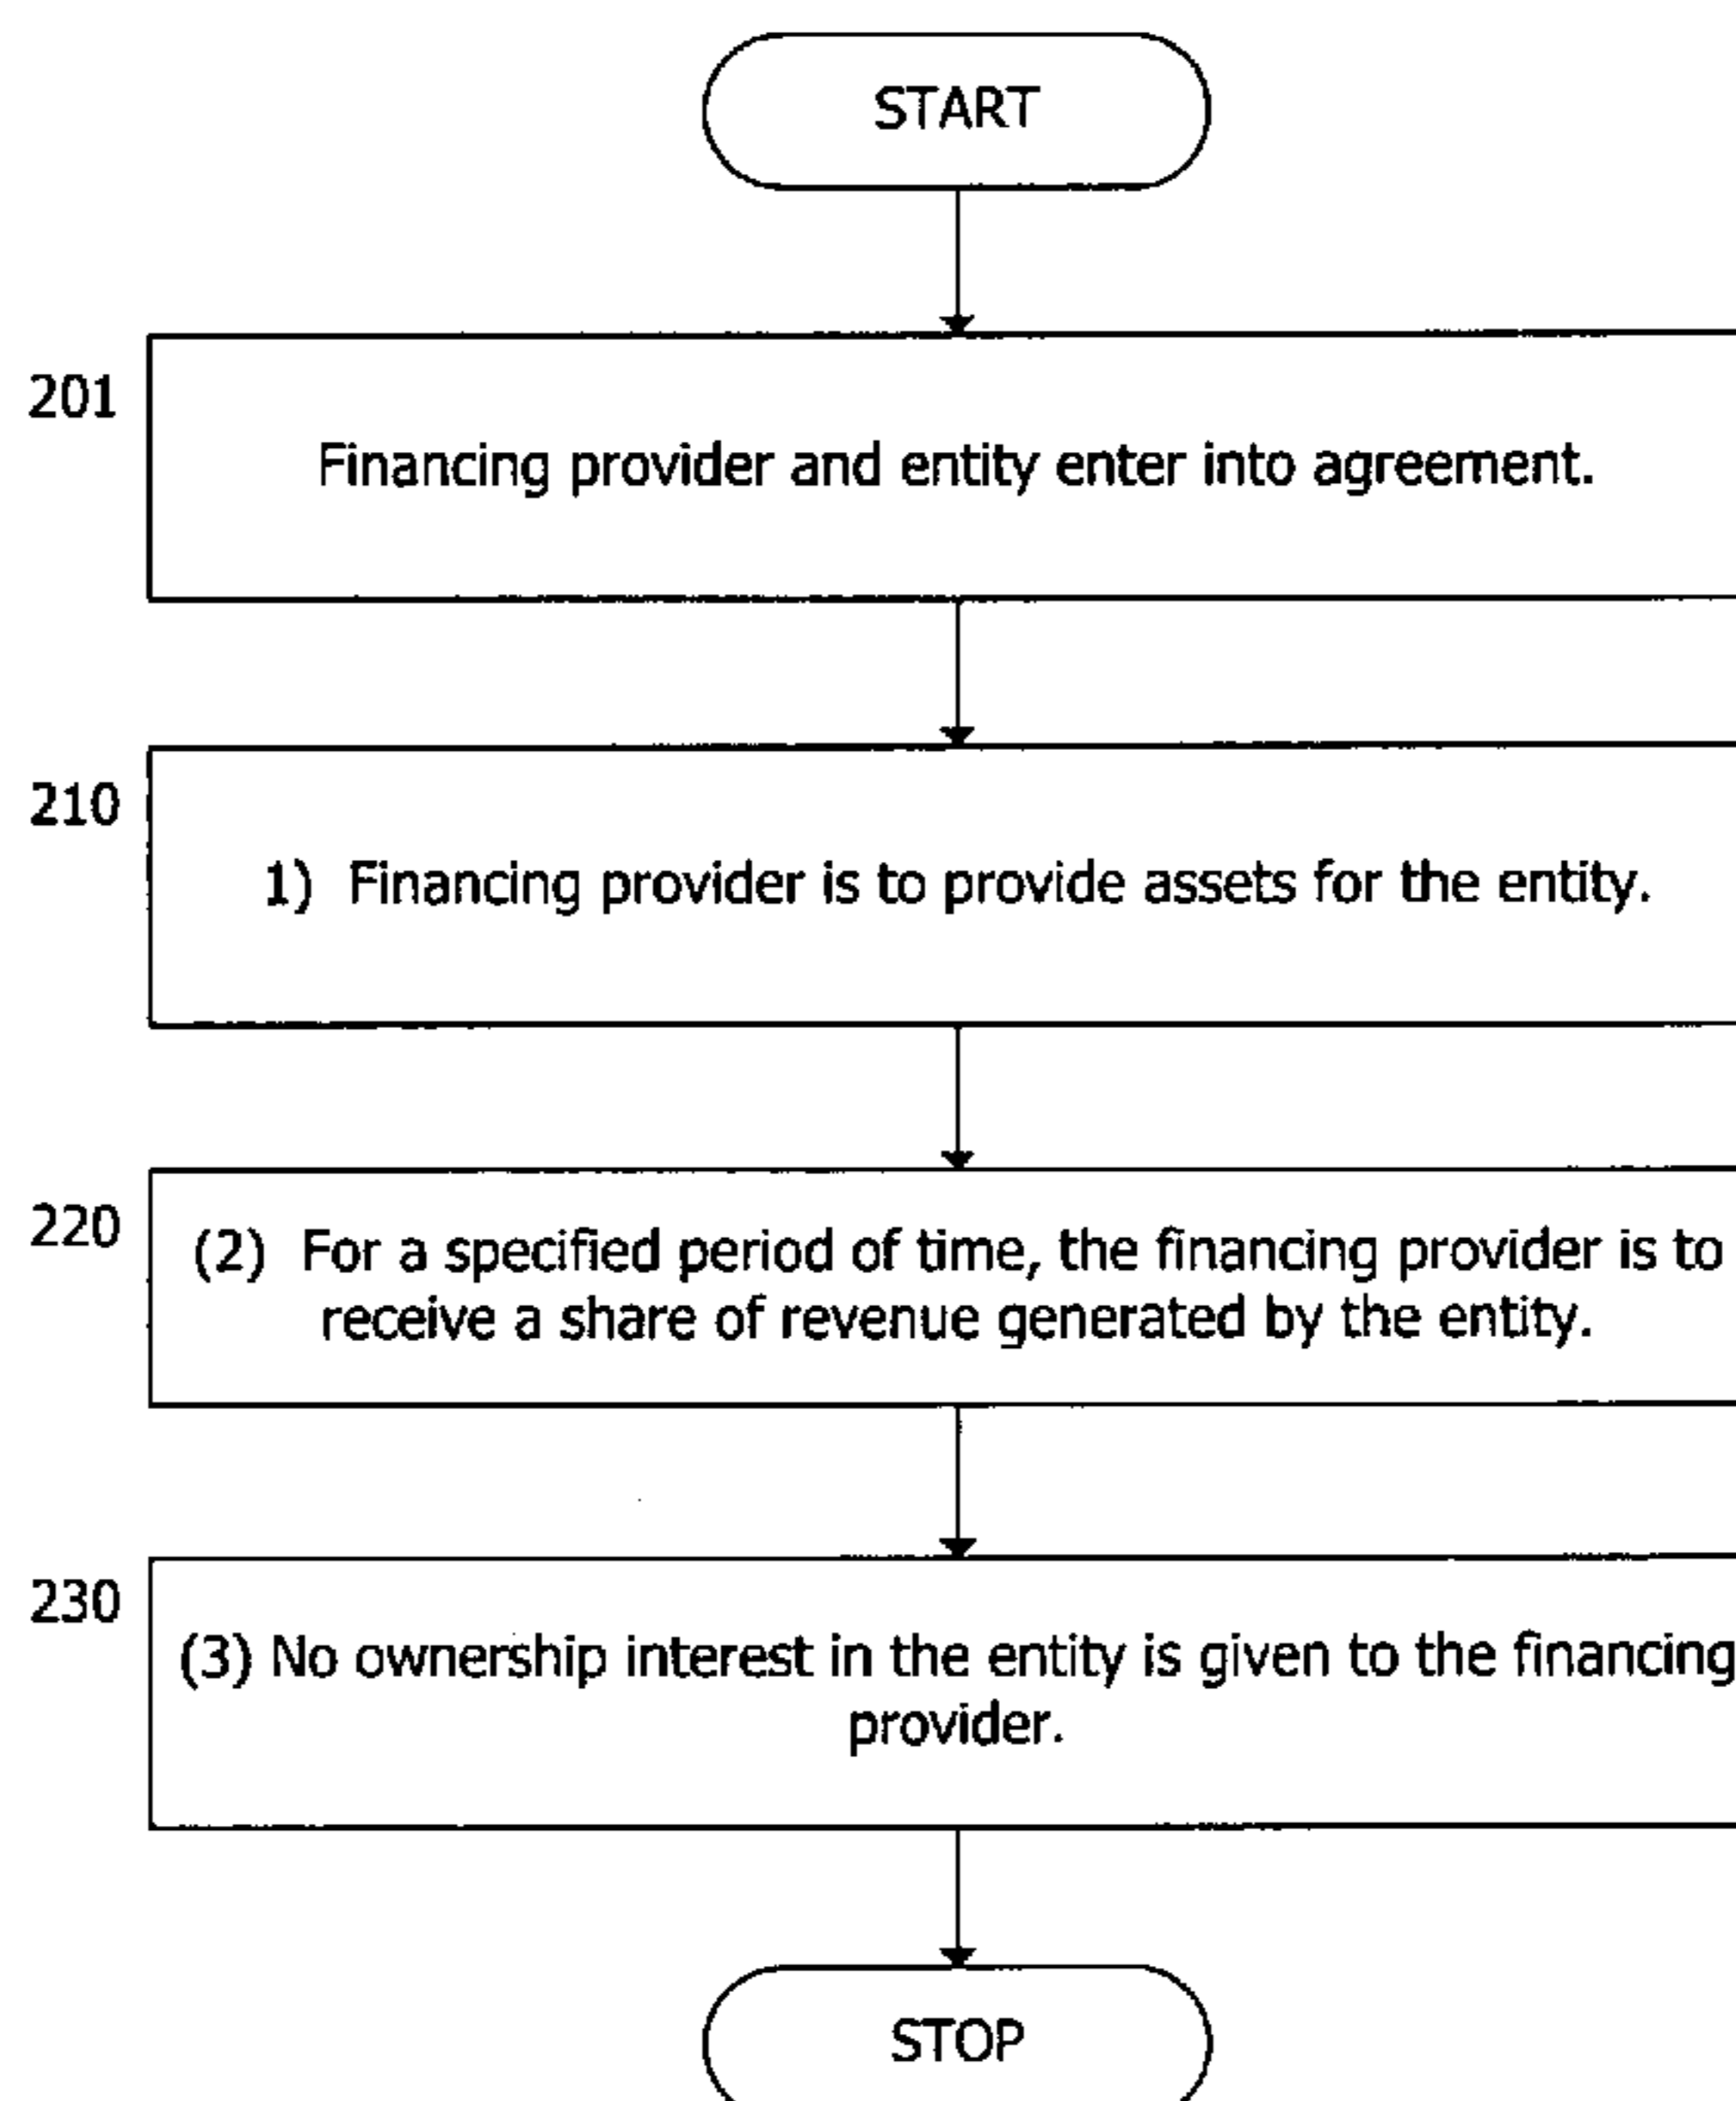 START
201
Financing provider and entity enter into agreement.
210
1) Financing provider is to provide assets for the entity.
220
(2) For a specified period of time, the financing provider is to
receive a share of revenue generated by the entity.
230
(3) No ownership interest in the entity is given to the financing
provider.
STOP